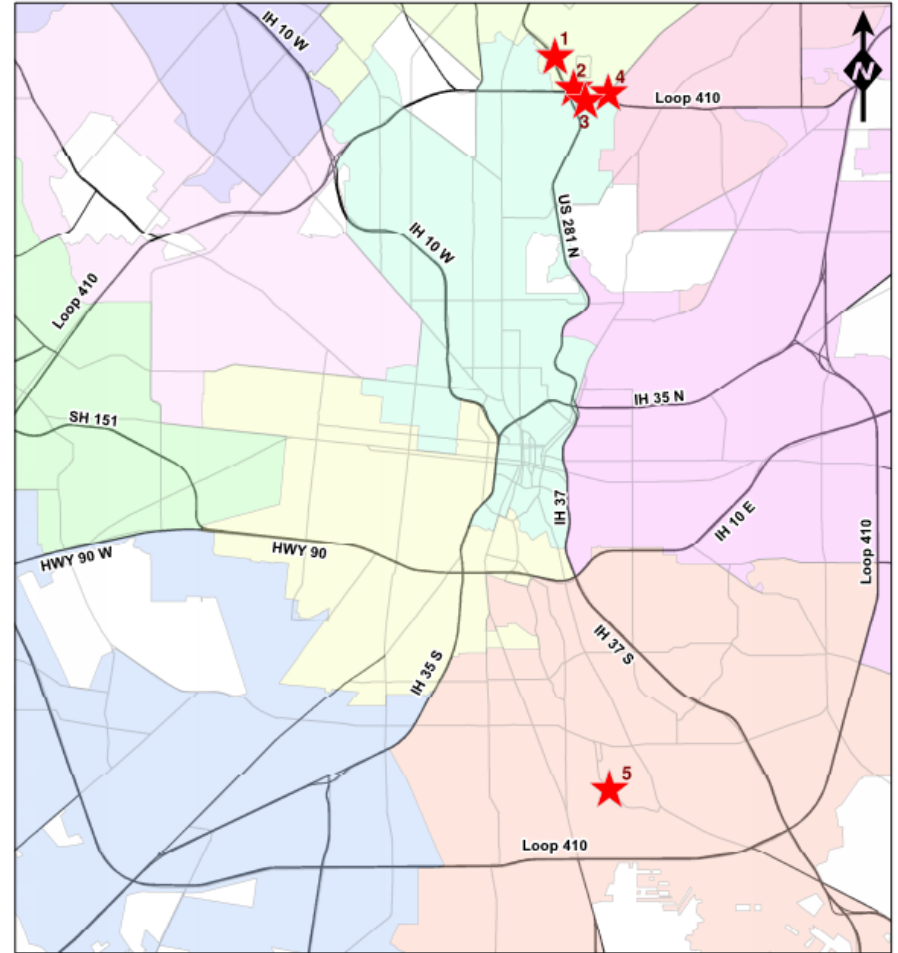 IH 10 W
1
2
4
3
N
Loop 410
US 281 N
IH 10 W
Loop 410
IH 35 N
SH 151
IH 37
IH 10 E
HWY 90 W
HWY 90
Loop 410
IH 37 S
IH 35 S
5
Loop 410